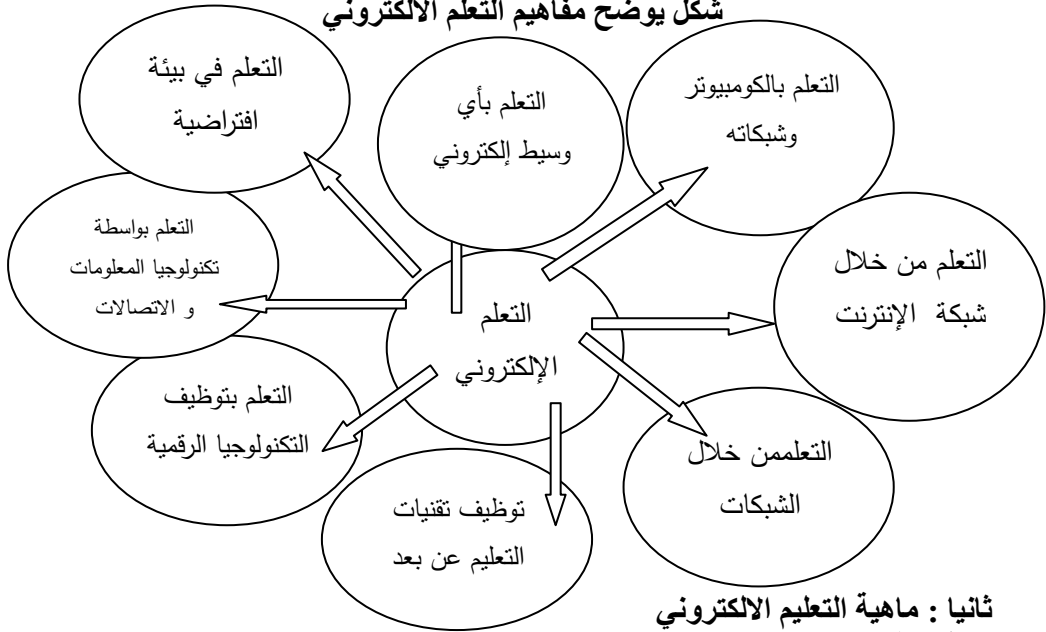 شكل يوضح مفاهيم التعلم الالكتروني
التعلم بالكومبيوتر
وشبكاته
التعلم بأي
وسيط إلكتروني
التعلم في بيئة
افتراضية
التعلم من خلال
شبكة الإنترنت
التعلم
الإلكتروني
التعلم بواسطة
تكنولوجيا المعلومات
و الاتصالات
التعلممن خلال
الشبكات
توظيف تقنيات
التعليم عن بعد
التعلم بتوظيف
التكنولوجيا الرقمية
ثانيا : ماهية التعليم الالكتروني